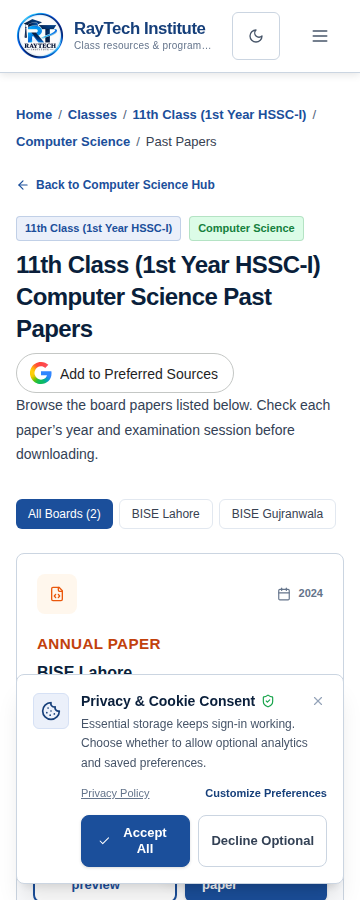 RayTech Institute
Class resources & program…
RT
RAYTECH
Home / Classes / 11th Class (1st Year HSSC-I) /
Computer Science / Past Papers
Back to Computer Science Hub
11th Class (1st Year HSSC-I) Computer Science
11th Class (1st Year HSSC-I)
Computer Science Past
Papers
Add to Preferred Sources
Browse the board papers listed below. Check each
paper’s year and examination session before
downloading.
All Boards (2) BISE Lahore BISE Gujranwala
2024
ANNUAL PAPER
BISE Lahore
Privacy & Cookie Consent
Essential storage keeps sign-in working.
Choose whether to allow optional analytics
and saved preferences.
Privacy Policy Customize Preferences
Accept
All
Decline Optional
preview paper